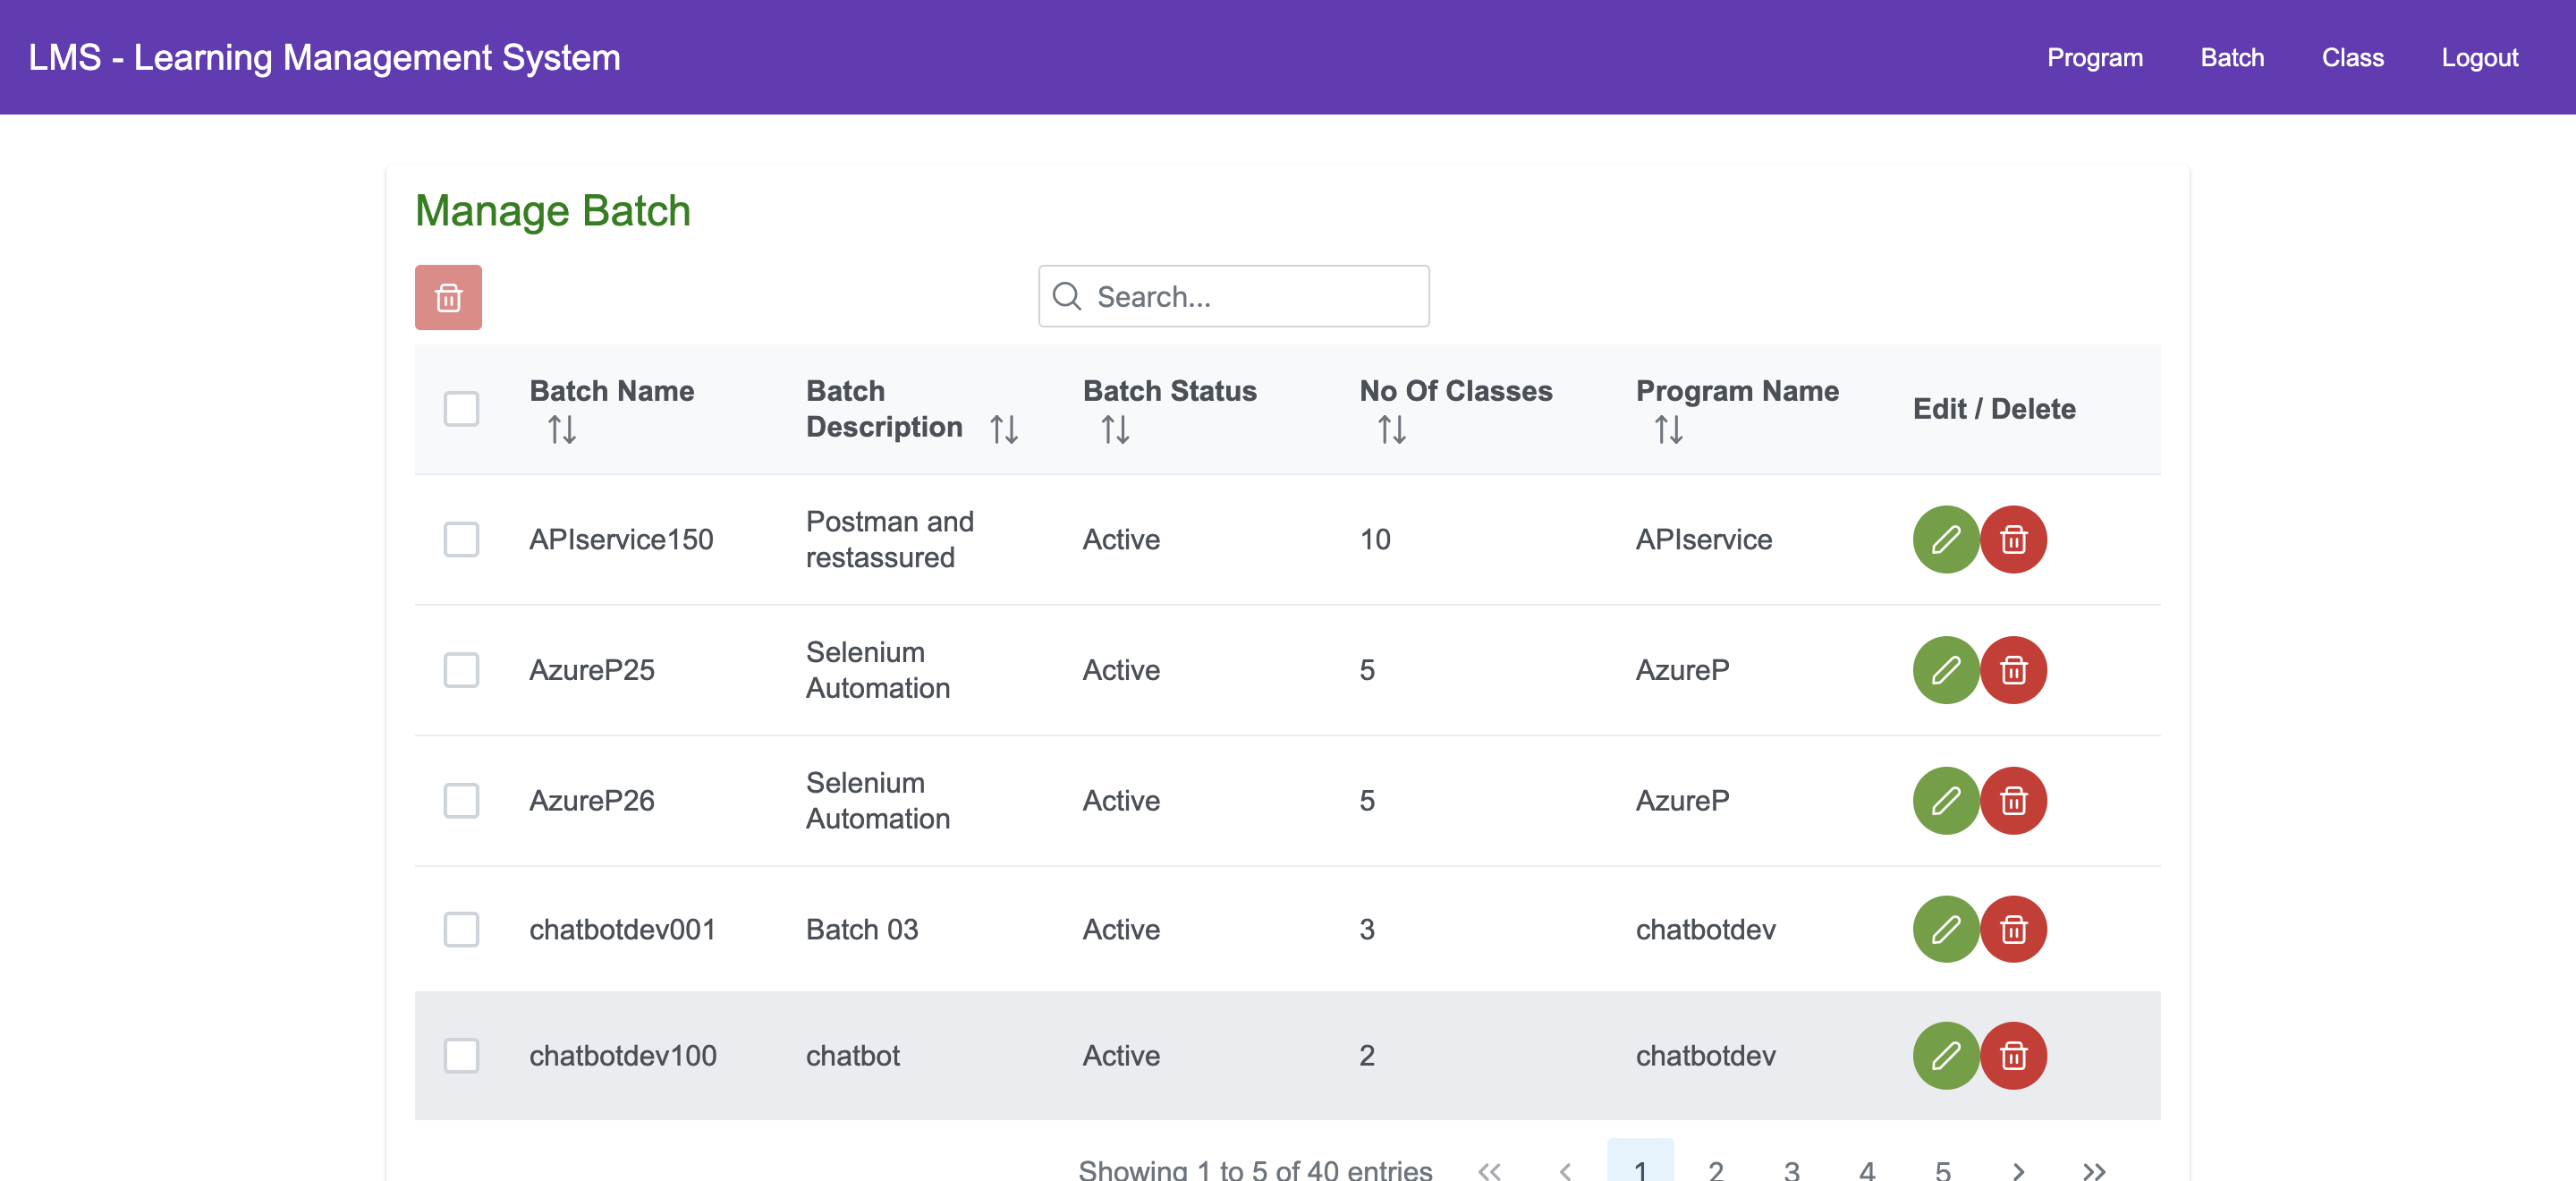 LMS - Learning Management System
Program Batch Class Logout
Manage Batch
Search...
Batch Name Batch Description Batch Status No Of Classes Program Name Edit / Delete
APIservice150 Postman and restassured Active 10 APIservice
AzureP25 Selenium Automation Active 5 AzureP
AzureP26 Selenium Automation Active 5 AzureP
chatbotdev001 Batch 03 Active 3 chatbotdev
chatbotdev100 chatbot Active 2 chatbotdev
Showing 1 to 5 of 40 entries << < 1 2 3 4 5 > >>